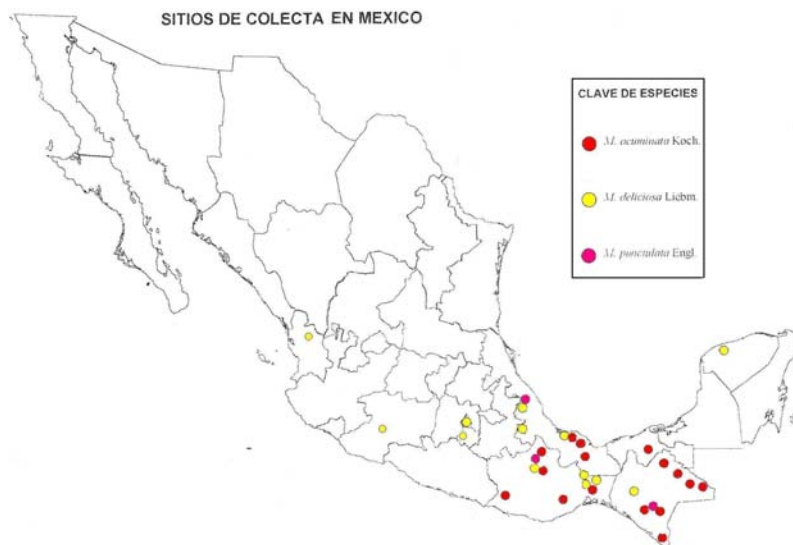 SITIOS DE COLECTA EN MEXICO
CLAVE DE ESPECIES
M. acuminata Koch.
M. deliciosa Liebm.
M. punctulata Engl.